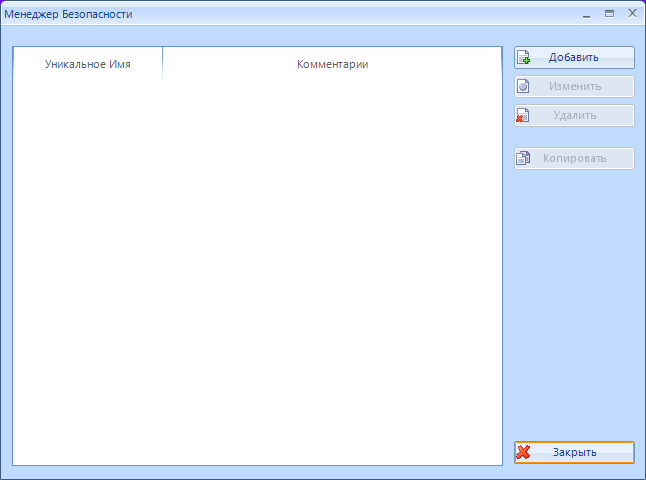 Менеджер Безопасности
Уникальное Имя
Комментарии
Добавить
Изменить
Удалить
Копировать
Закрыть